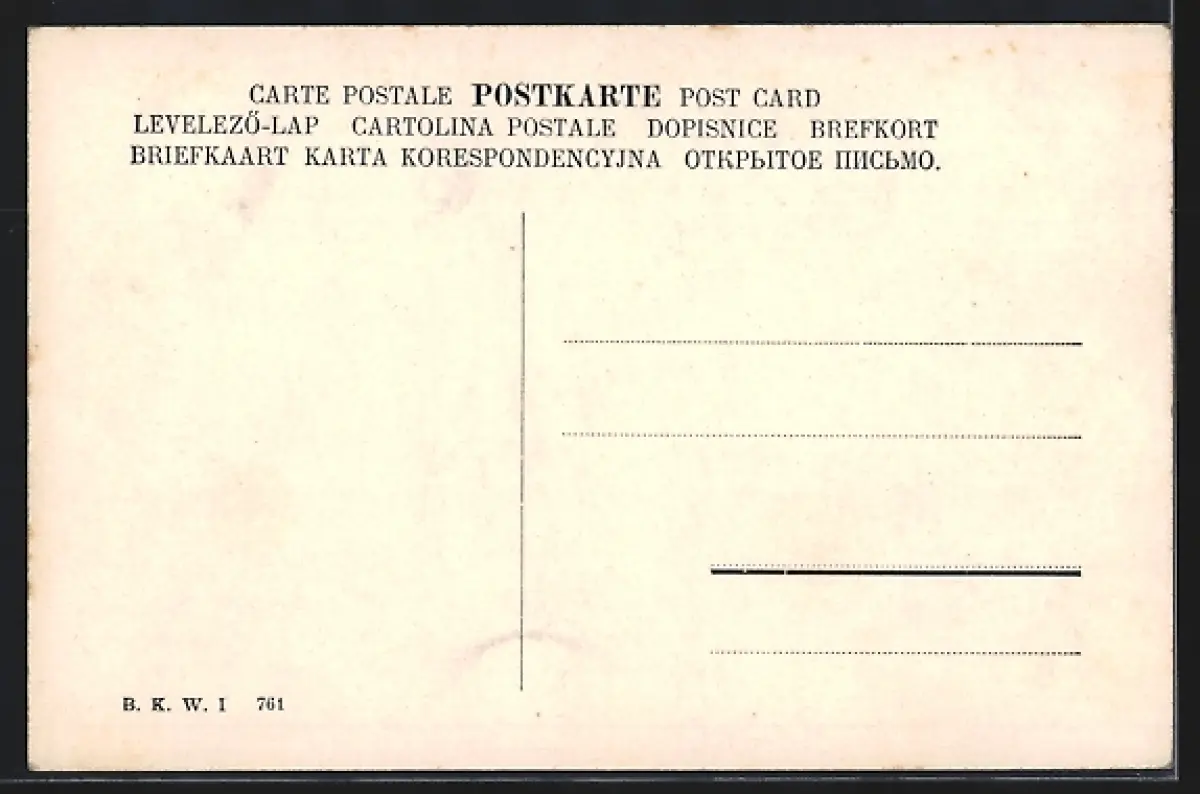 CARTE POSTALE POSTKARTE POST CARD
LEVELEZŐ-LAP CARTOLINA POSTALE DOPISNICE BREFKORT
BRIEFKAART KARTA KORESPONDENCYJNA ОТКРЫТОЕ ПИСЬМО.
B. K. W. I 761